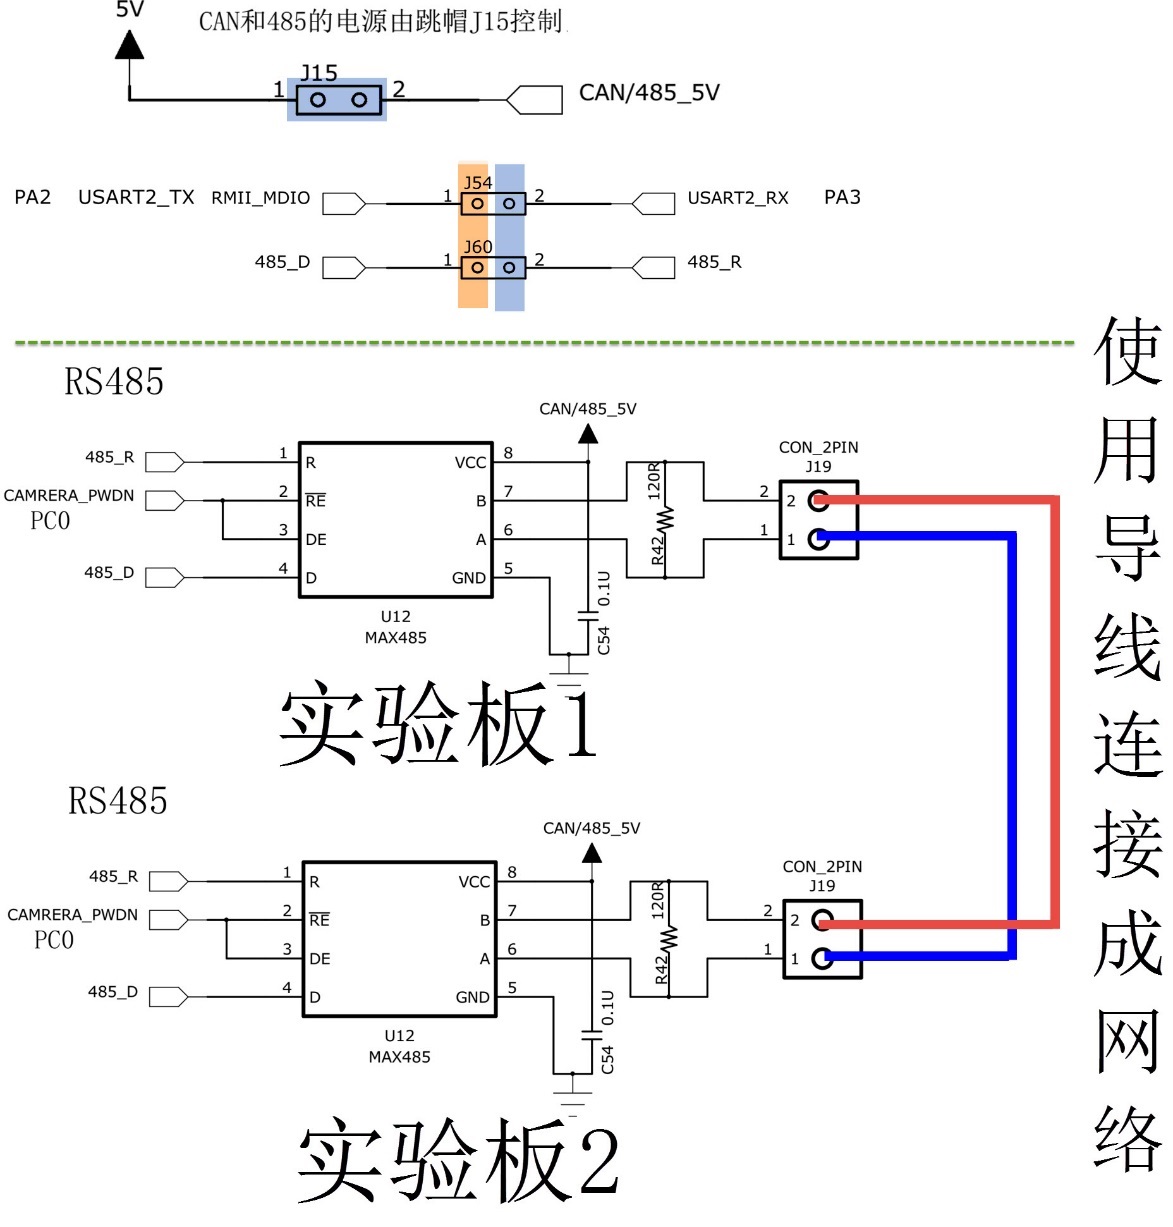 5V
CAN和485的电源由跳帽J15控制
J15
1 2
CAN/485_5V
J54
PA2 USART2_TX RMII_MDIO 1 2 USART2_RX PA3
J60
485_D 1 2 485_R
RS485
CAN/485_5V
485_R 1 R VCC 8
CAMRERA_PWDN 2 RE B 7
PC0
3 DE A 6
485_D 4 D GND 5
120R
R42
CON_2PIN
J19
2 2
1 1
U12
MAX485
0.1U
C54
实验板1
RS485
CAN/485_5V
485_R 1 R VCC 8
CAMRERA_PWDN 2 RE B 7
PC0
3 DE A 6
485_D 4 D GND 5
120R
R42
CON_2PIN
J19
2 2
1 1
U12
MAX485
0.1U
C54
实验板2
使用导线连接成网络